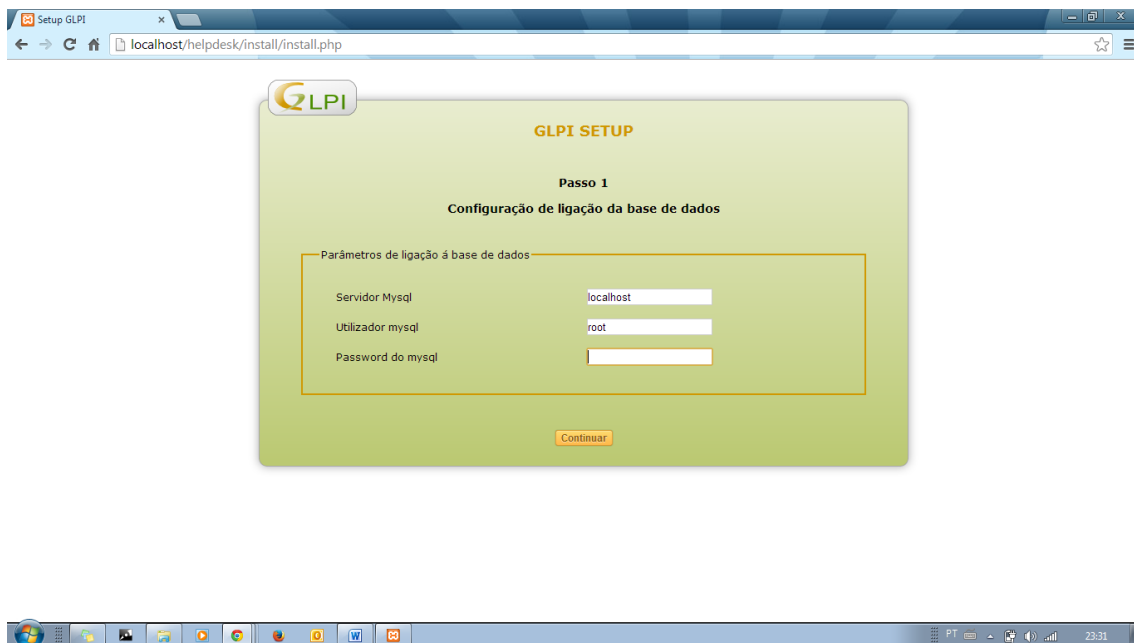 Setup GLPI
localhost/helpdesk/install/install.php
GLPI
GLPI SETUP
Passo 1
Configuração de ligação da base de dados
Parâmetros de ligação á base de dados
Servidor Mysql localhost
Utilizador mysql root
Password do mysql
Continuar
PT 23:31